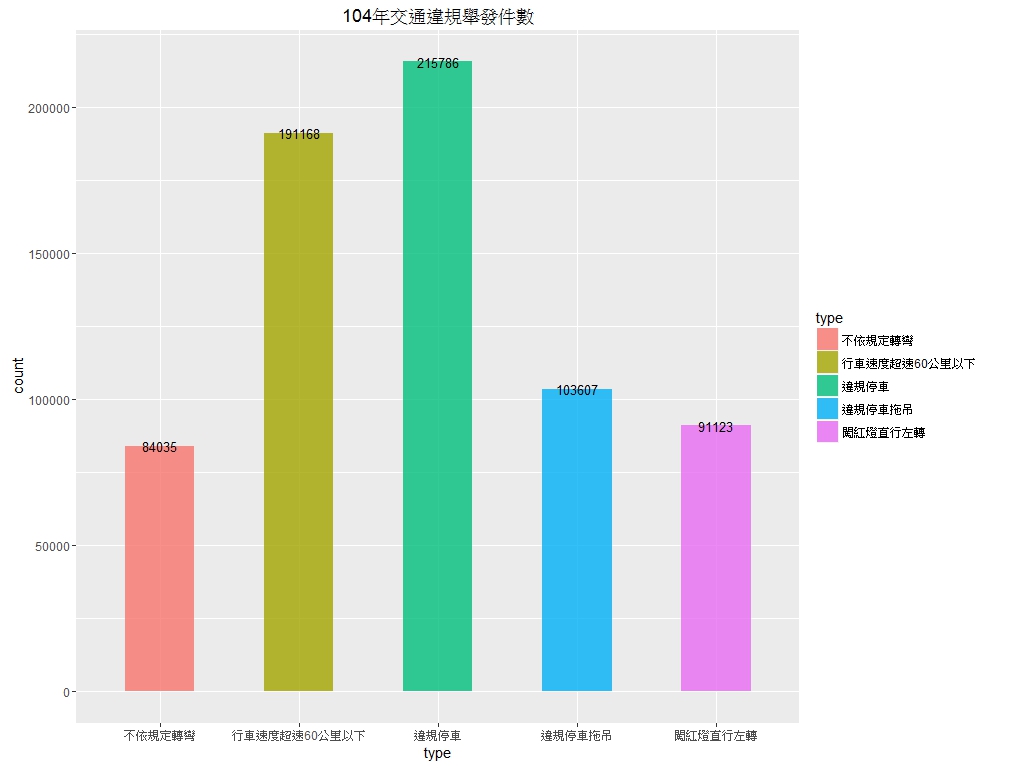 104年交通違規舉發件數
count
200000
150000
100000
50000
0
84035
191168
215786
103607
91123
不依規定轉彎
行車速度超速60公里以下
違規停車
違規停車拖吊
闖紅燈直行左轉
type
type
不依規定轉彎
行車速度超速60公里以下
違規停車
違規停車拖吊
闖紅燈直行左轉